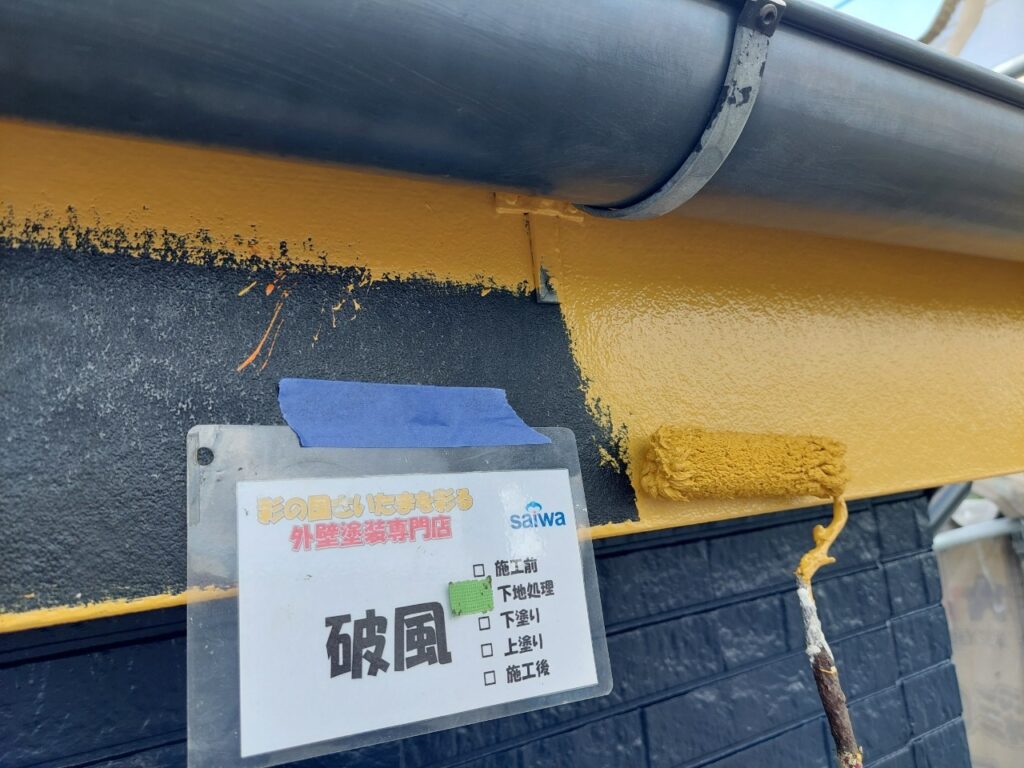 彩の国さいたまを彩る
外壁塗装専門店
saiwa
破風
□ 施工前
下地処理
□ 下塗り
□ 上塗り
□ 施工後